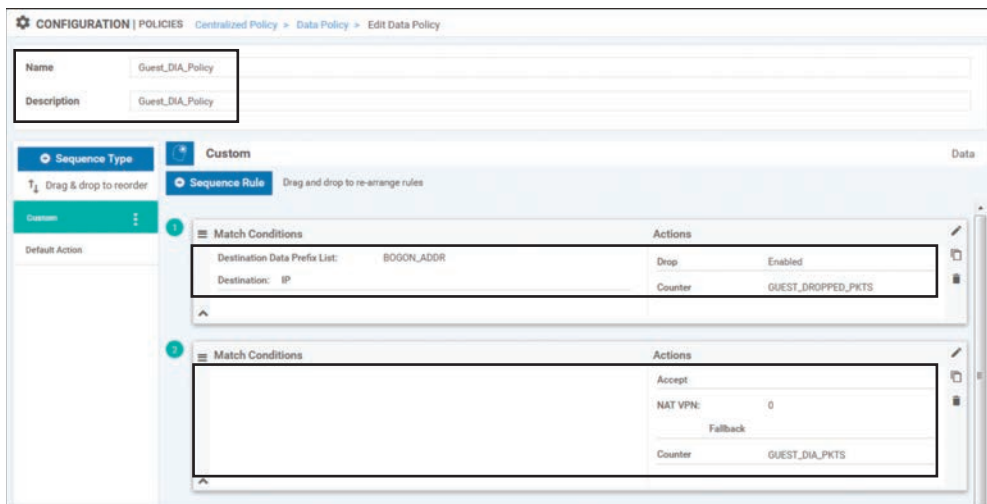 CONFIGURATION | POLICIES Centralized Policy > Data Policy > Edit Data Policy
Name Guest_DIA_Policy
Description Guest_DIA_Policy
Sequence Type
Drag & drop to reorder
Custom
Default Action
Custom Data
Sequence Rule Drag and drop to re-arrange rules
1
Match Conditions Actions
Destination Data Prefix List: BOGON_ADDR
Destination: IP
Drop Enabled
Counter GUEST_DROPPED_PKTS
2
Match Conditions Actions
Accept
NAT VPN: 0
Fallback
Counter GUEST_DIA_PKTS